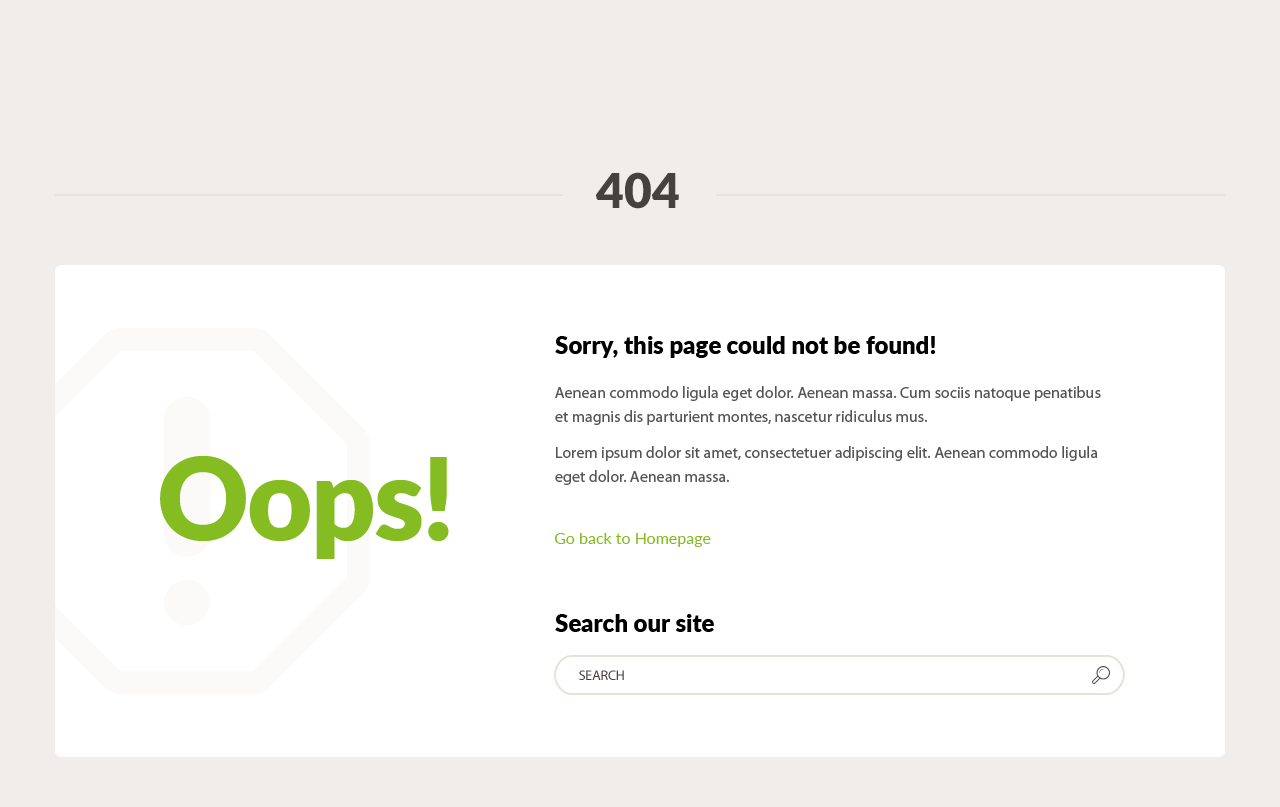 404
Oops!
Sorry, this page could not be found!
Aenean commodo ligula eget dolor. Aenean massa. Cum sociis natoque penatibus
et magnis dis parturient montes, nascetur ridiculus mus.
Lorem ipsum dolor sit amet, consectetuer adipiscing elit. Aenean commodo ligula
eget dolor. Aenean massa.
Go back to Homepage
Search our site
SEARCH